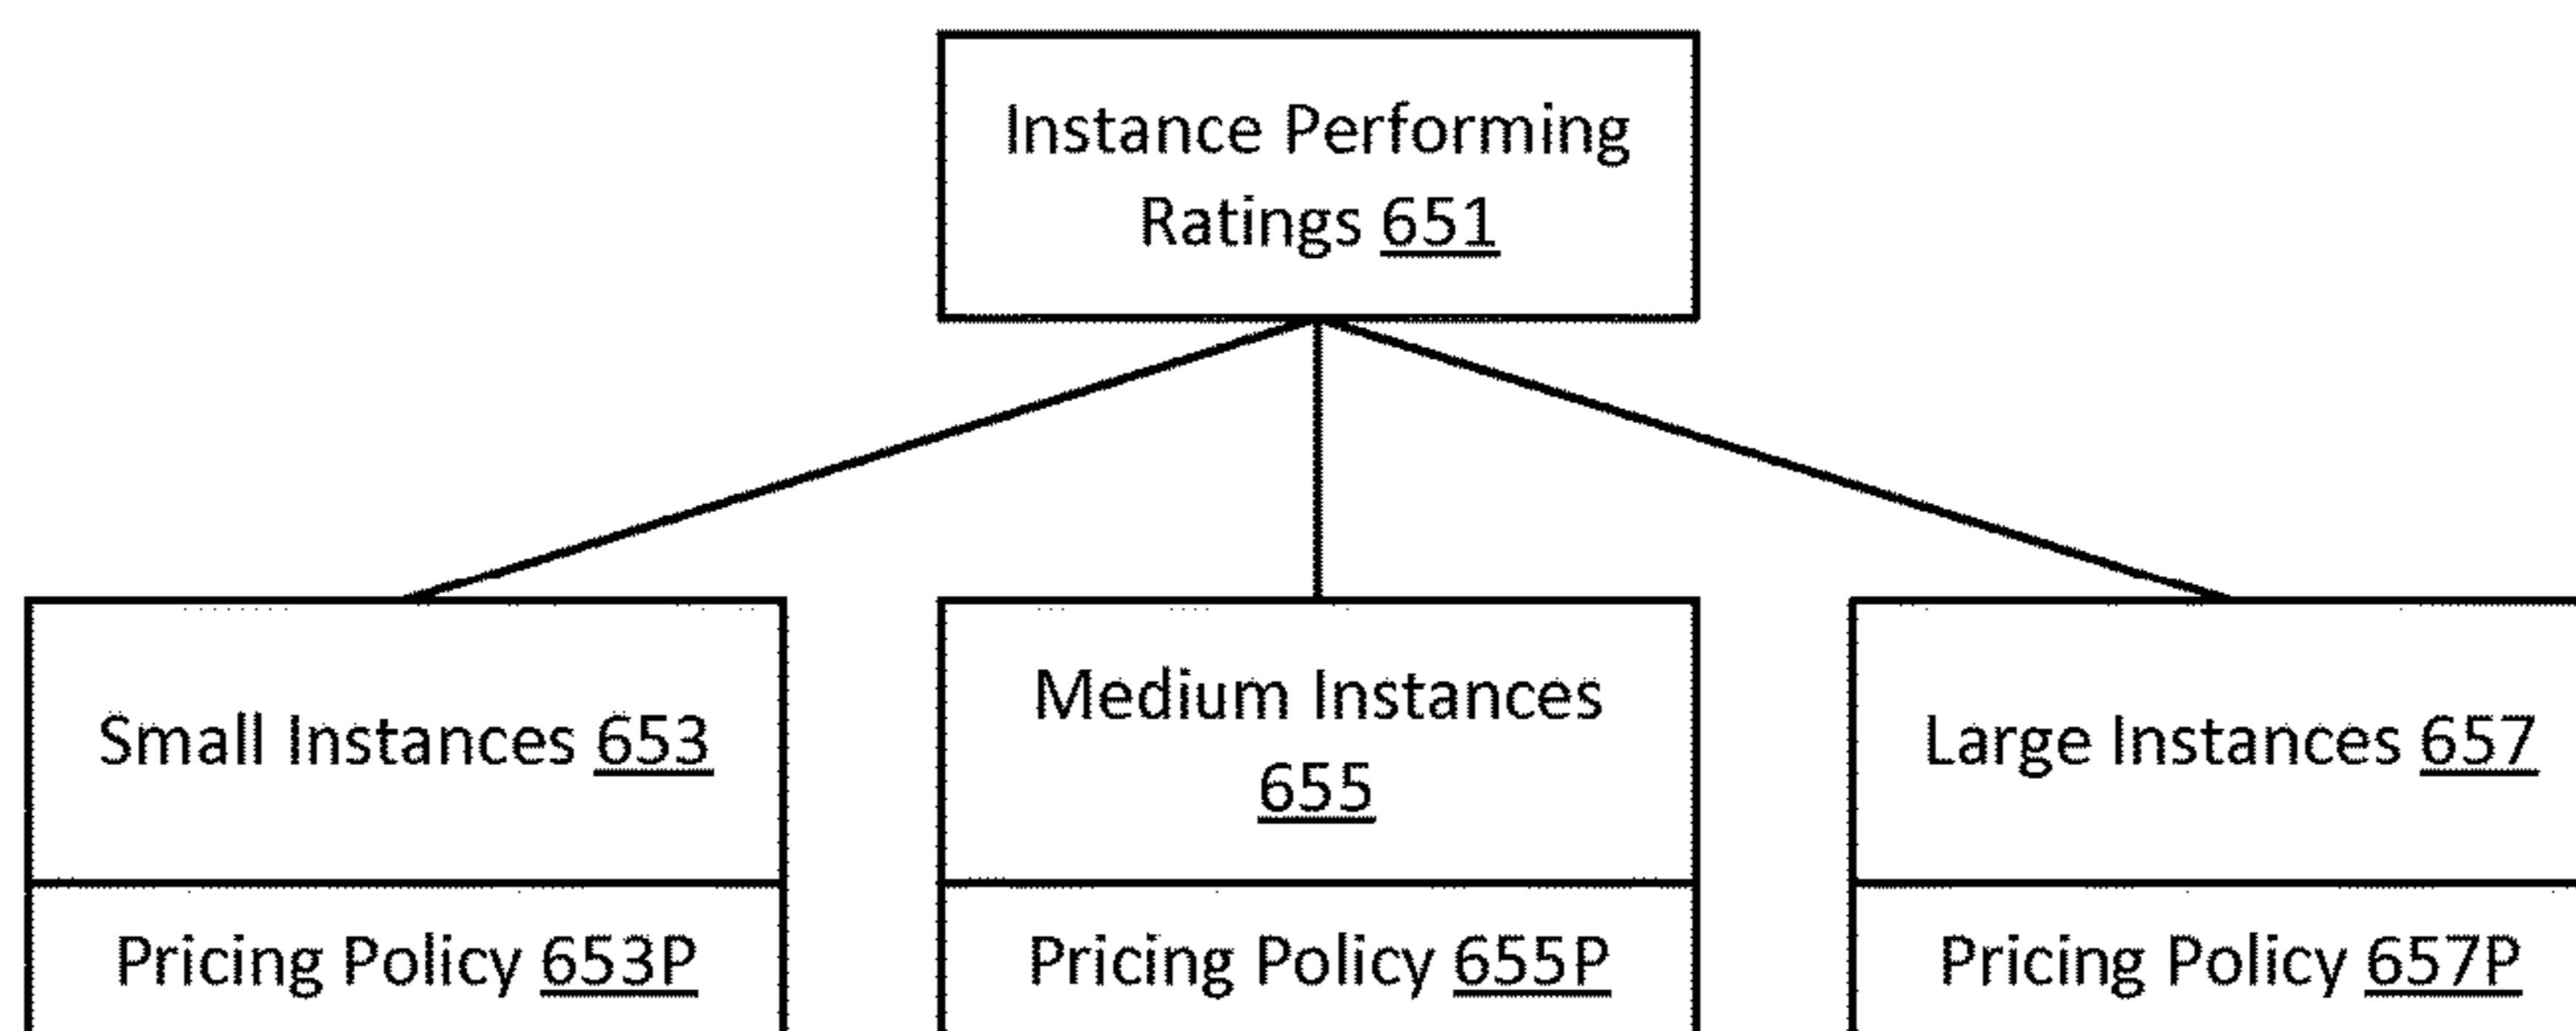 Instance Performing
Ratings 651
Small Instances 653
Medium Instances
655
Large Instances 657
Pricing Policy 653P
Pricing Policy 655P
Pricing Policy 657P